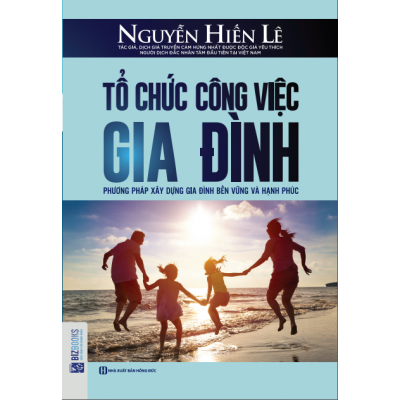 NGUYỄN HIẾN LÊ
TÁC GIẢ, DỊCH GIẢ TRUYỀN CẢM HỨNG NHẤT ĐƯỢC ĐỘC GIẢ YÊU THÍCH
NGƯỜI DỊCH ĐẮC NHÂN TÂM ĐẦU TIÊN TẠI VIỆT NAM
TỔ CHỨC CÔNG VIỆC
GIA ĐÌNH
PHƯƠNG PHÁP XÂY DỰNG GIA ĐÌNH BỀN VỮNG VÀ HẠNH PHÚC
BIZBOOKS
NHÀ XUẤT BẢN HỒNG ĐỨC